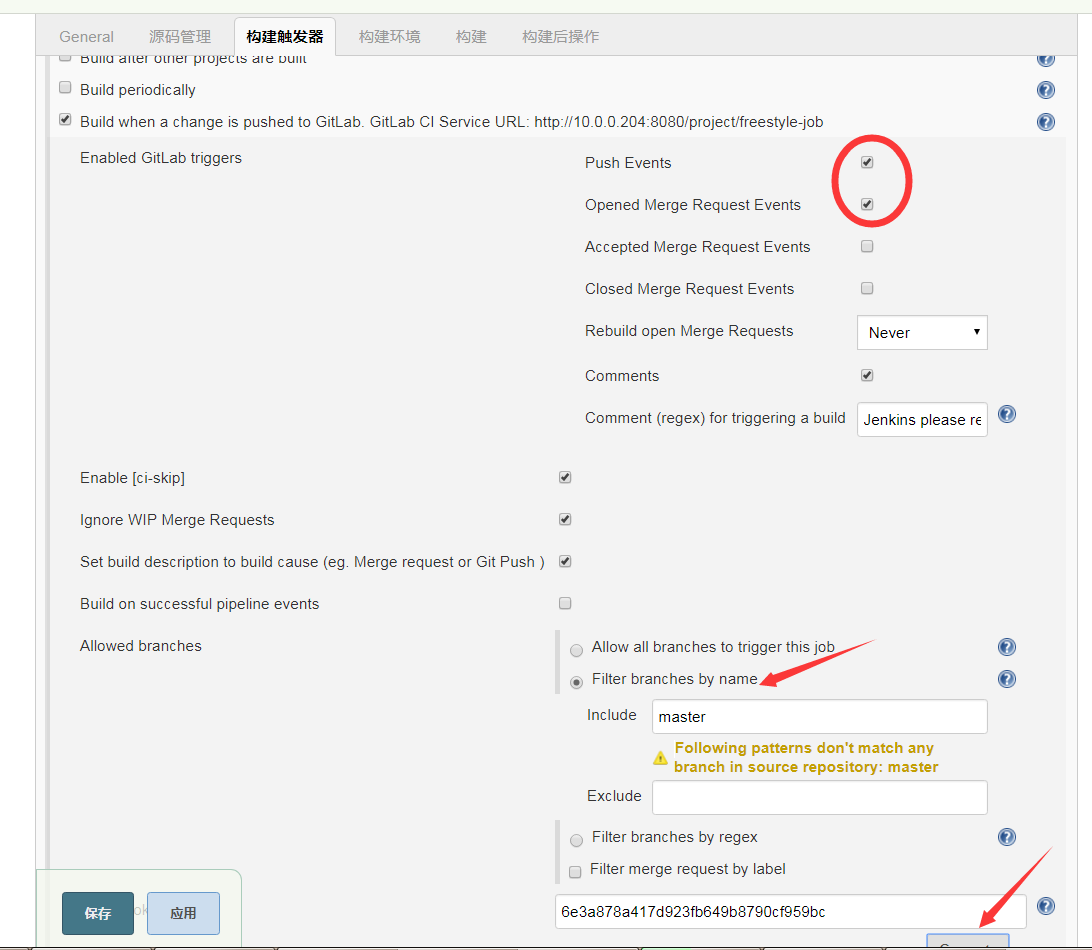 General 源码管理 构建触发器 构建环境 构建 构建后操作
Build after other projects are built
Build periodically
Build when a change is pushed to GitLab. GitLab CI Service URL: http://10.0.0.204:8080/project/freestyle-job
Enabled GitLab triggers
Push Events
Opened Merge Request Events
Accepted Merge Request Events
Closed Merge Request Events
Rebuild open Merge Requests Never
Comments
Comment (regex) for triggering a build Jenkins please re
Enable [ci-skip]
Ignore WIP Merge Requests
Set build description to build cause (eg. Merge request or Git Push )
Build on successful pipeline events
Allowed branches
Allow all branches to trigger this job
Filter branches by name
Include master
Following patterns don't match any
branch in source repository: master
Exclude
Filter branches by regex
Filter merge request by label
6e3a878a417d923fb649b8790cf959bc
保存 应用